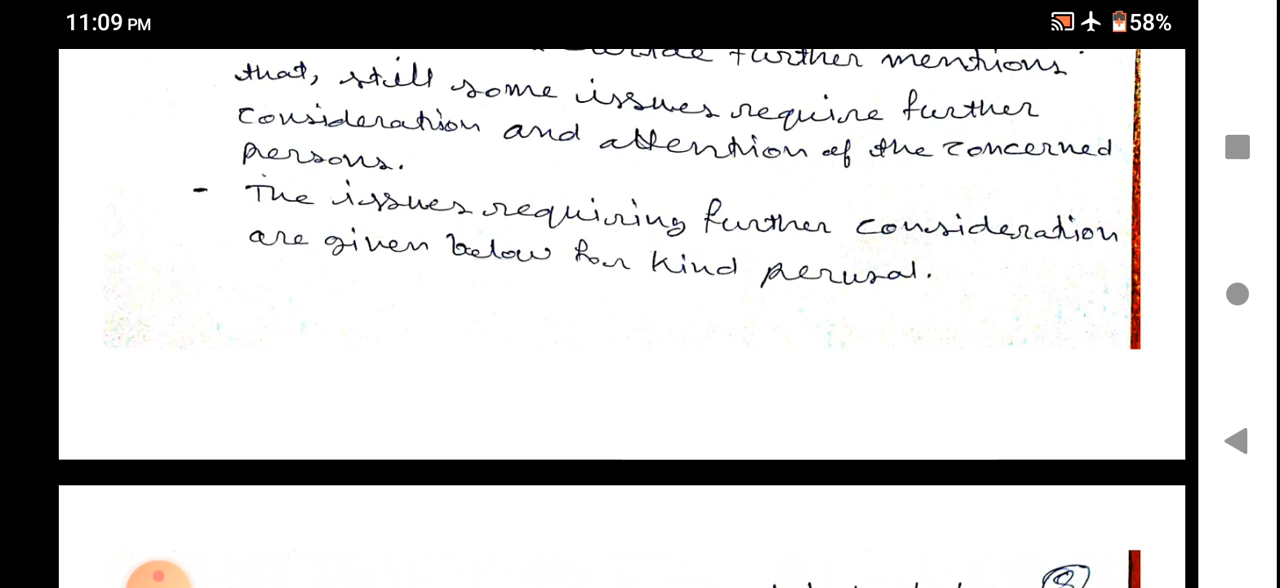 11:09 PM
58%
further mentions
that, still some issues require further
consideration and attention of the concerned
persons.
- The issues requiring further consideration
are given below for kind perusal.
8